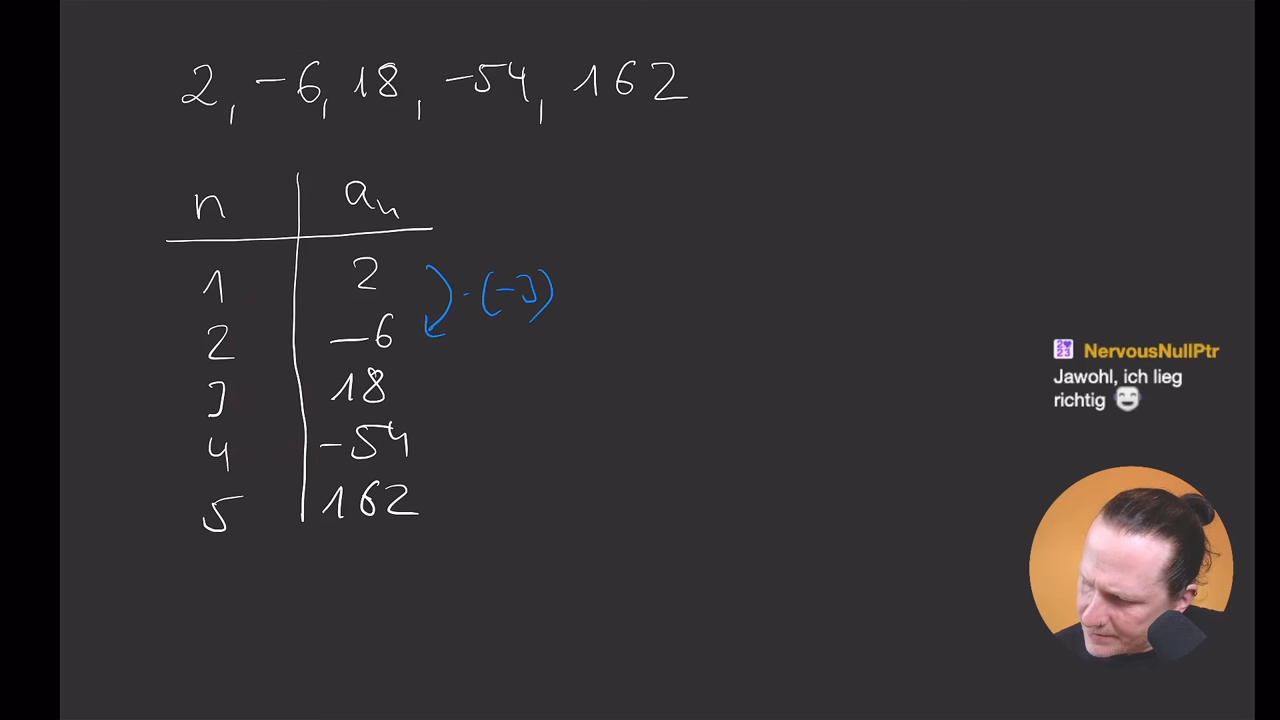 2, -6, 18, -54, 162
n aₙ
1 2
2 -6 · (-3)
3 18
4 -54
5 162
NervousNullPtr
Jawohl, ich lieg
richtig